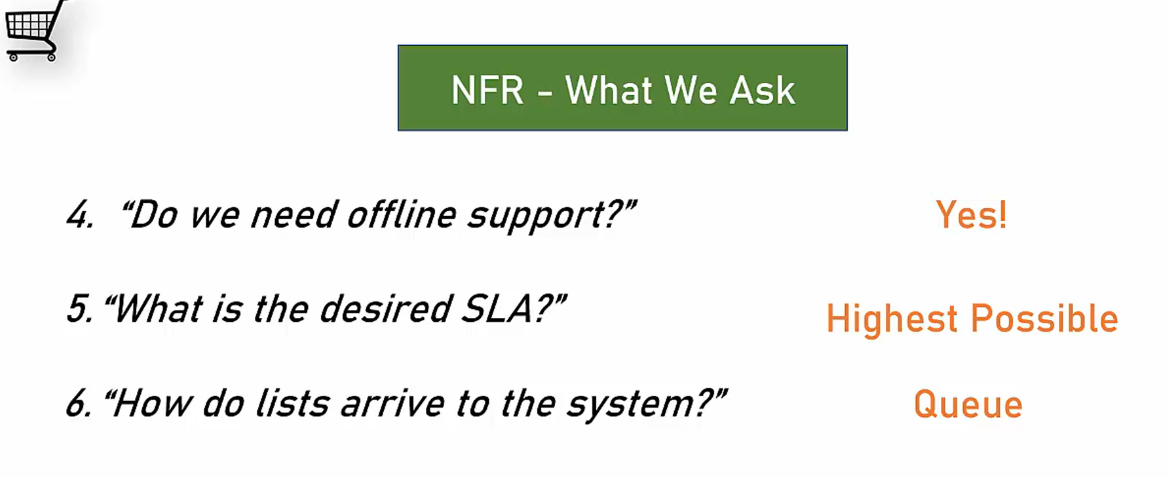 NFR – What We Ask
4. “Do we need offline support?” Yes!
5. “What is the desired SLA?” Highest Possible
6. “How do lists arrive to the system?” Queue